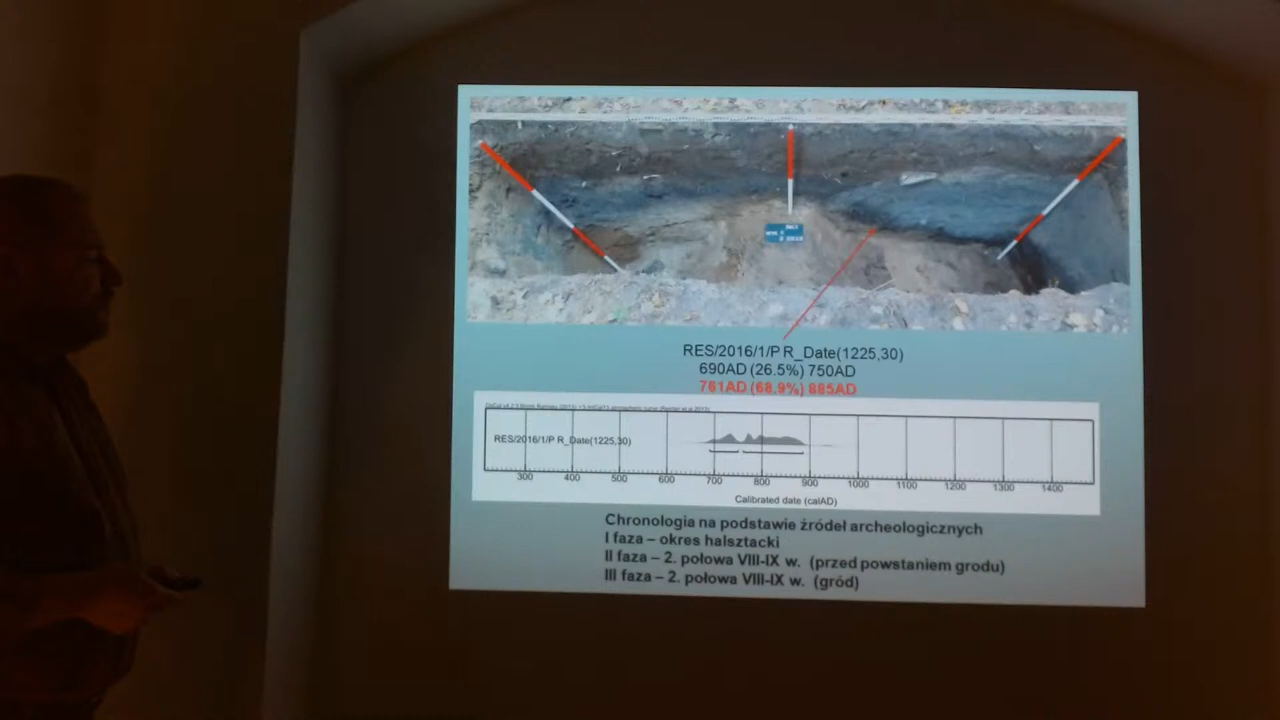 RES/2016/1/P R_Date(1225,30)
690AD (26.5%) 750AD
761AD (68.9%) 885AD
RES/2016/1/P R_Date(1225,30)
300 400 500 600 700 800 900 1000 1100 1200 1300 1400
Calibrated date (calAD)
Chronologia na podstawie źródeł archeologicznych
I faza – okres halsztacki
II faza – 2. połowa VIII-IX w. (przed powstaniem grodu)
III faza – 2. połowa VIII-IX w. (gród)